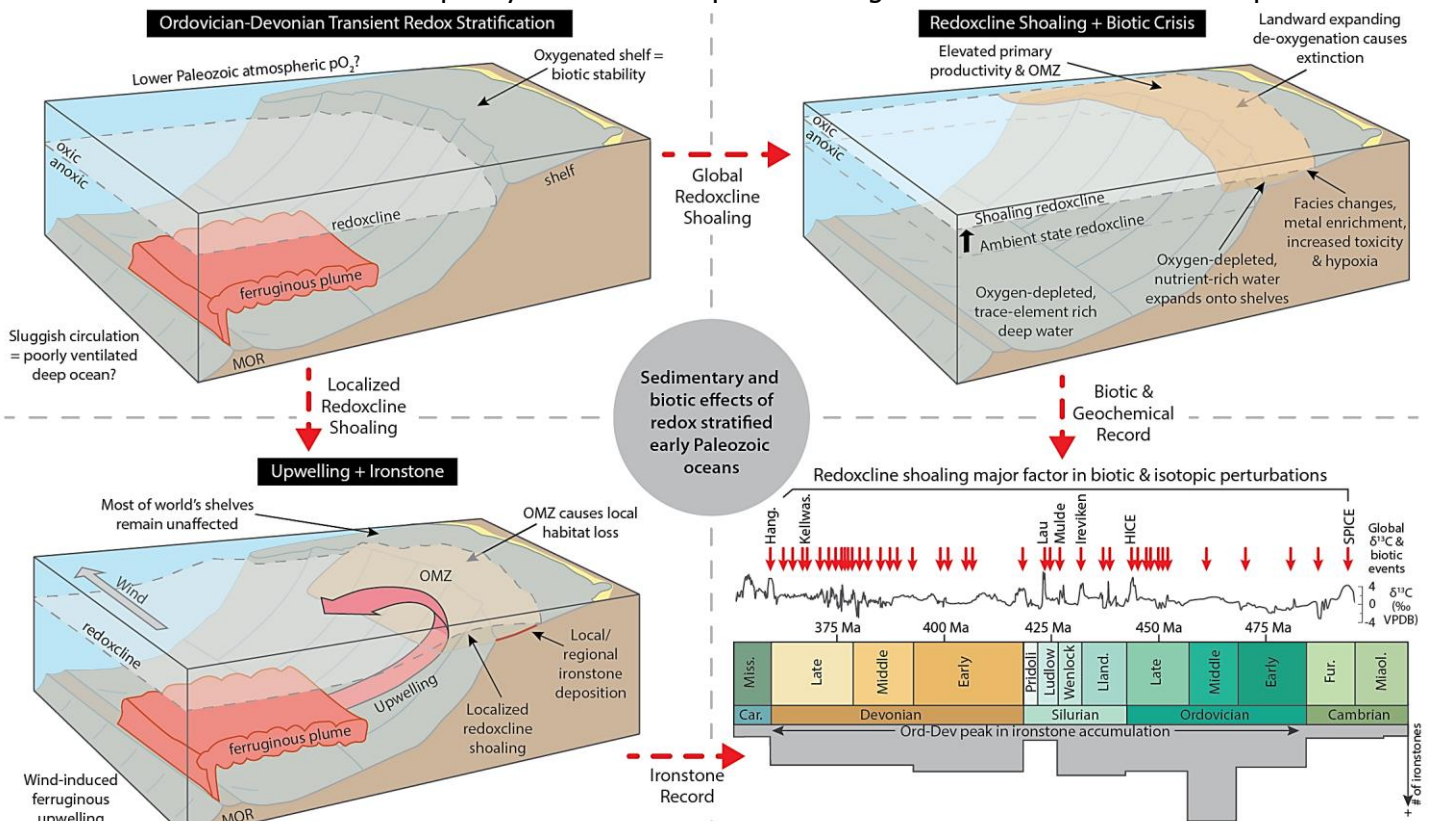 Ordovician-Devonian Transient Redox Stratification
Lower Paleozoic atmospheric pO₂?
Oxygenated shelf =
biotic stability
oxic
anoxic
shelf
redoxcline
ferruginous plume
Sluggish circulation
= poorly ventilated
deep ocean?
MOR
Global
Redoxcline
Shoaling
Redoxcline Shoaling + Biotic Crisis
Elevated primary
productivity & OMZ
Landward expanding
de-oxygenation causes
extinction
oxic
anoxic
Shoaling redoxcline
Ambient state redoxcline
Facies changes,
metal enrichment,
increased toxicity
& hypoxia
Oxygen-depleted,
nutrient-rich water
expands onto shelves
Oxygen-depleted,
trace-element rich
deep water
Localized
Redoxcline
Shoaling
Sedimentary and
biotic effects of
redox stratified
early Paleozoic
oceans
Biotic &
Geochemical
Record
Upwelling + Ironstone
Most of world's shelves
remain unaffected
OMZ causes local
habitat loss
Wind
OMZ
redoxcline
Upwelling
Local/
regional
ironstone
deposition
Localized
redoxcline
shoaling
ferruginous plume
Wind-induced
ferruginous
upwelling
MOR
Ironstone
Record
Redoxcline shoaling major factor in biotic & isotopic perturbations
Hang.
Kellwas.
Lau
Mulde
Ireviken
HICE
SPICE
Global
δ¹³C &
biotic
events
4
0
-4
δ¹³C
(‰
VPDB)
375 Ma
400 Ma
425 Ma
450 Ma
475 Ma
Miss.
Late
Middle
Early
Pridoli
Ludlow
Wenlock
Lland.
Late
Middle
Early
Fur.
Miaol.
Car.
Devonian
Silurian
Ordovician
Cambrian
Ord-Dev peak in ironstone accumulation
+
# of ironstones